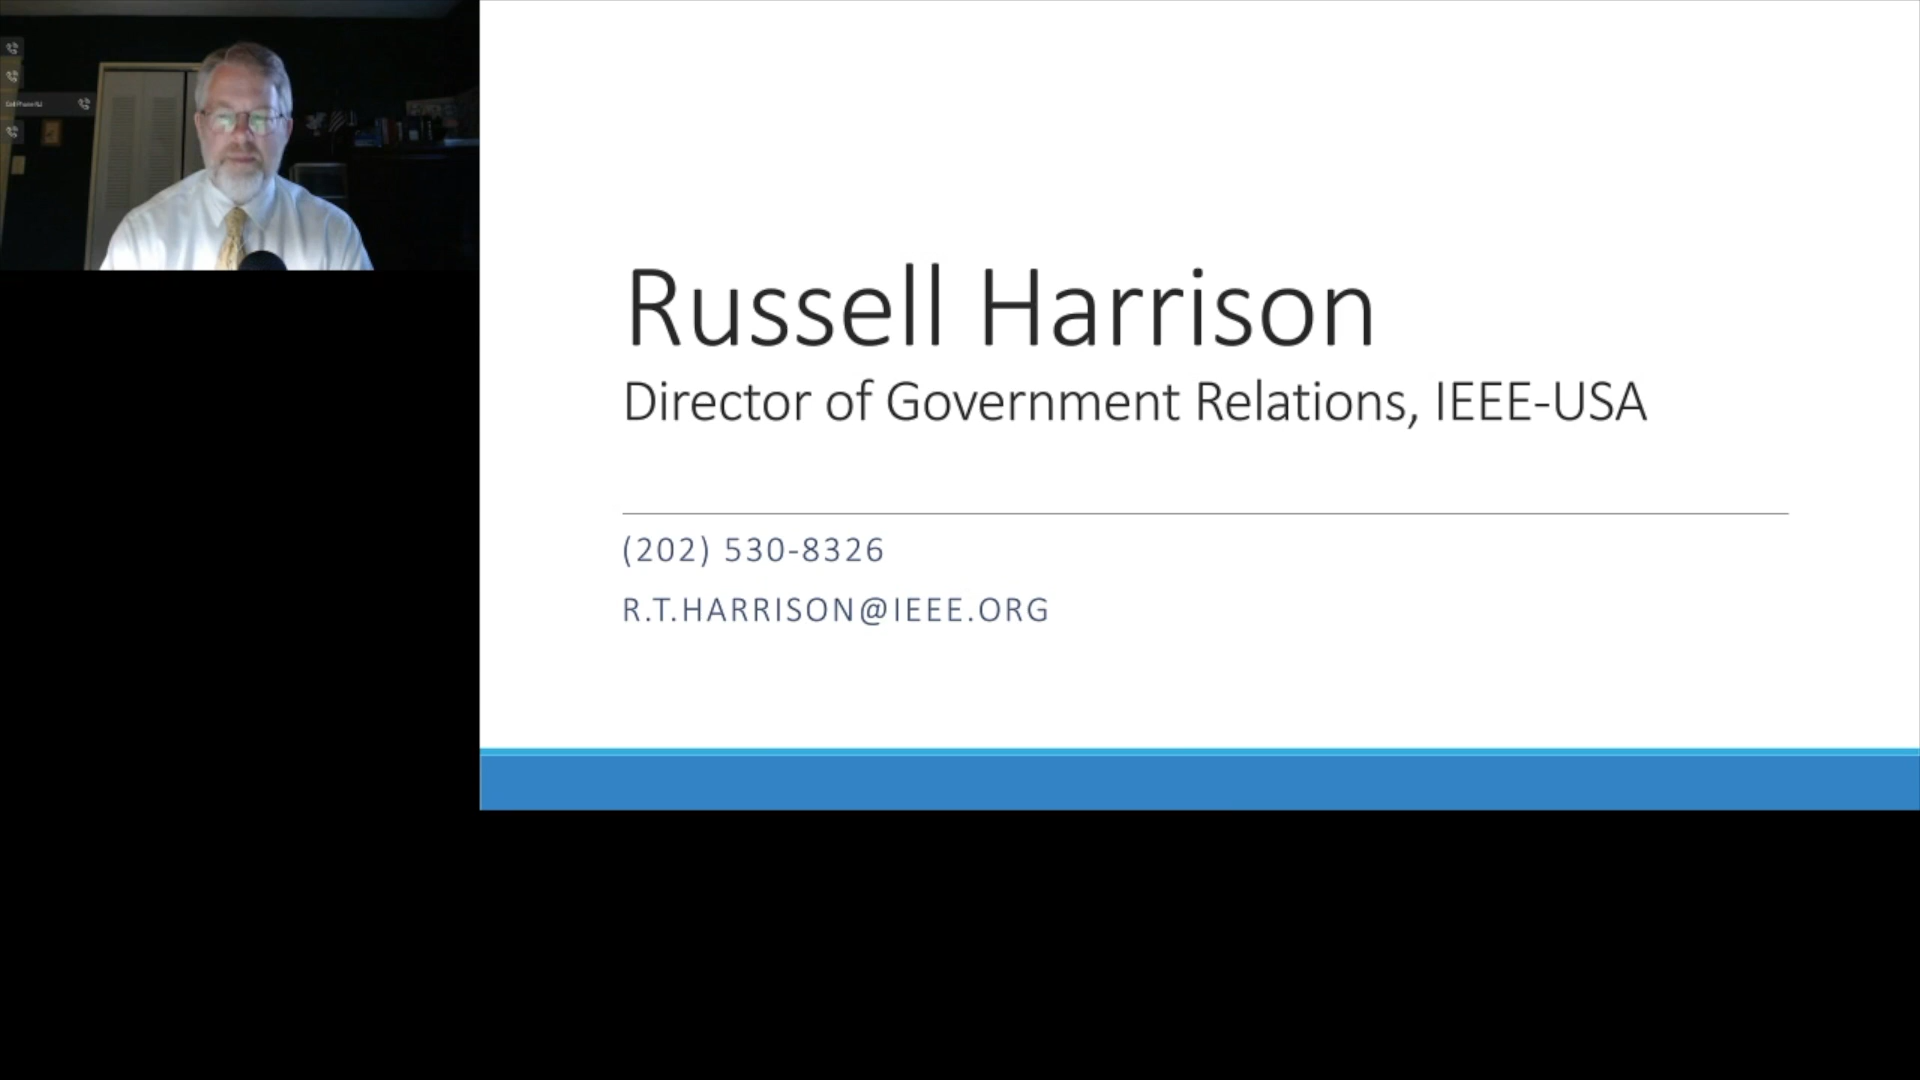 Russell Harrison
Director of Government Relations, IEEE-USA
(202) 530-8326
R.T.HARRISON@IEEE.ORG